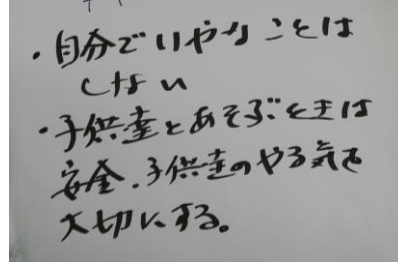 ・自分でいやなことは
しない
・子供達とあそぶときは
安全、子供達のやる気を
大切にする。